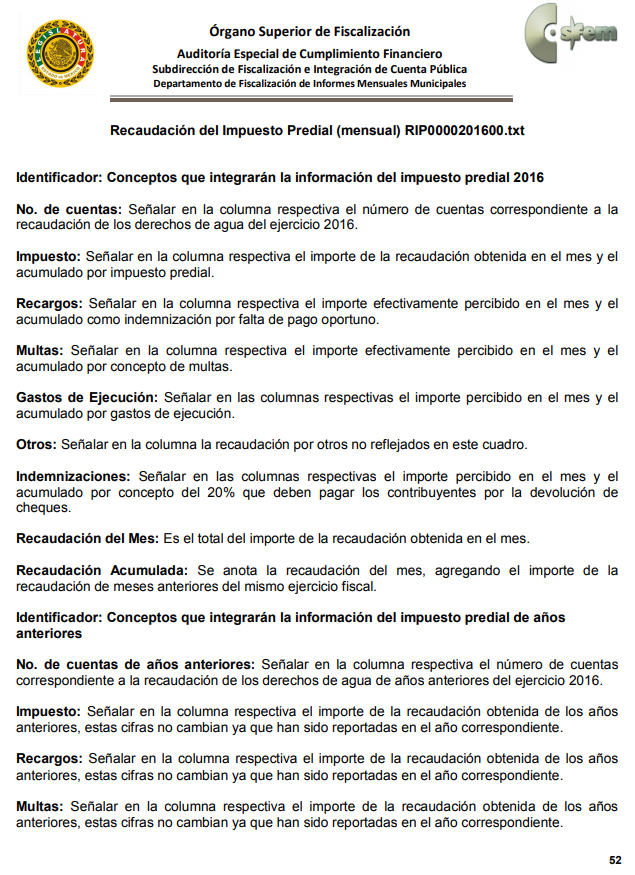 Órgano Superior de Fiscalización
Auditoría Especial de Cumplimiento Financiero
Subdirección de Fiscalización e Integración de Cuenta Pública
Departamento de Fiscalización de Informes Mensuales Municipales
LEGISLATURA
ESTADO DE MEXICO
osfem
Recaudación del Impuesto Predial (mensual) RIP0000201600.txt
Identificador: Conceptos que integrarán la información del impuesto predial 2016
No. de cuentas: Señalar en la columna respectiva el número de cuentas correspondiente a la
recaudación de los derechos de agua del ejercicio 2016.
Impuesto: Señalar en la columna respectiva el importe de la recaudación obtenida en el mes y el
acumulado por impuesto predial.
Recargos: Señalar en la columna respectiva el importe efectivamente percibido en el mes y el
acumulado como indemnización por falta de pago oportuno.
Multas: Señalar en la columna respectiva el importe efectivamente percibido en el mes y el
acumulado por concepto de multas.
Gastos de Ejecución: Señalar en las columnas respectivas el importe percibido en el mes y el
acumulado por gastos de ejecución.
Otros: Señalar en la columna la recaudación por otros no reflejados en este cuadro.
Indemnizaciones: Señalar en las columnas respectivas el importe percibido en el mes y el
acumulado por concepto del 20% que deben pagar los contribuyentes por la devolución de
cheques.
Recaudación del Mes: Es el total del importe de la recaudación obtenida en el mes.
Recaudación Acumulada: Se anota la recaudación del mes, agregando el importe de la
recaudación de meses anteriores del mismo ejercicio fiscal.
Identificador: Conceptos que integrarán la información del impuesto predial de años
anteriores
No. de cuentas de años anteriores: Señalar en la columna respectiva el número de cuentas
correspondiente a la recaudación de los derechos de agua de años anteriores del ejercicio 2016.
Impuesto: Señalar en la columna respectiva el importe de la recaudación obtenida de los años
anteriores, estas cifras no cambian ya que han sido reportadas en el año correspondiente.
Recargos: Señalar en la columna respectiva el importe de la recaudación obtenida de los años
anteriores, estas cifras no cambian ya que han sido reportadas en el año correspondiente.
Multas: Señalar en la columna respectiva el importe de la recaudación obtenida de los años
anteriores, estas cifras no cambian ya que han sido reportadas en el año correspondiente.
52